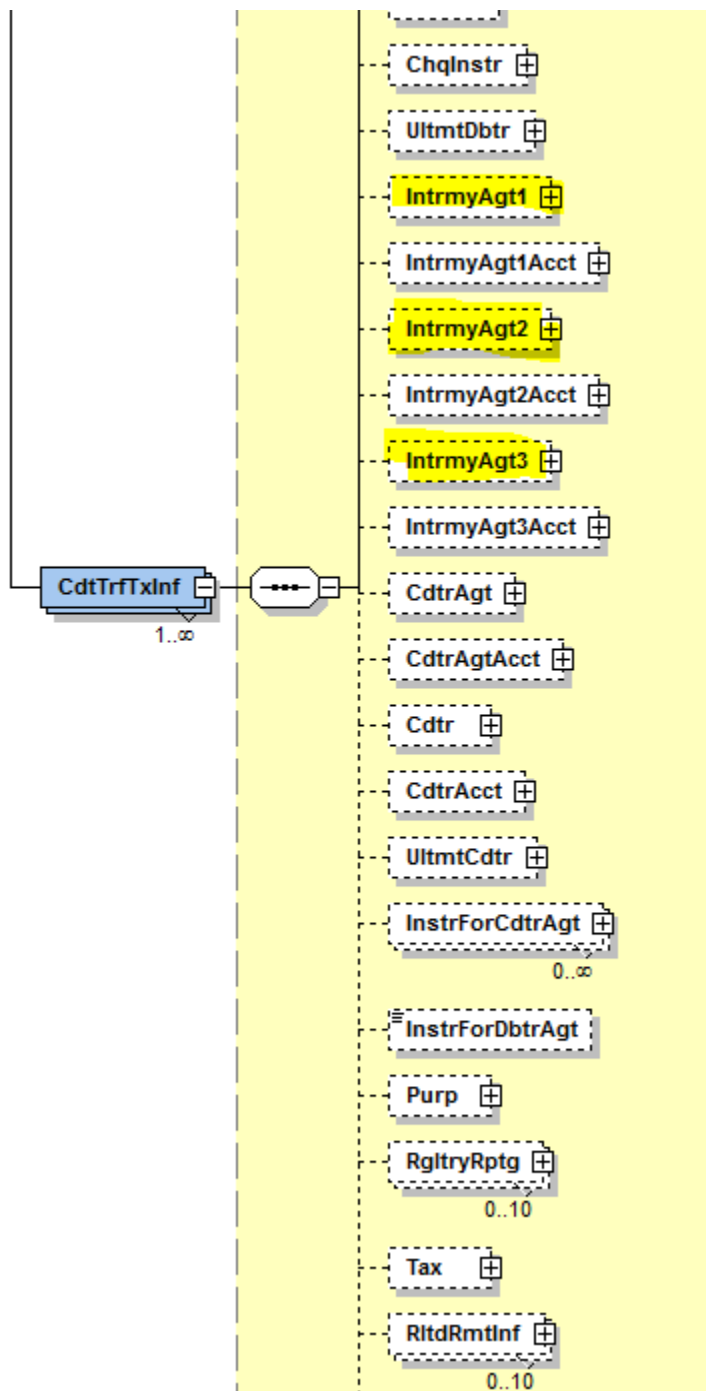 ChqInstr
UltmtDbtr
IntrmyAgt1
IntrmyAgt1Acct
IntrmyAgt2
IntrmyAgt2Acct
IntrmyAgt3
IntrmyAgt3Acct
CdtTrfTxInf
1..∞
CdtrAgt
CdtrAgtAcct
Cdtr
CdtrAcct
UltmtCdtr
InstrForCdtrAgt
0..∞
InstrForDbtrAgt
Purp
RgltryRptg
0..10
Tax
RltdRmtInf
0..10